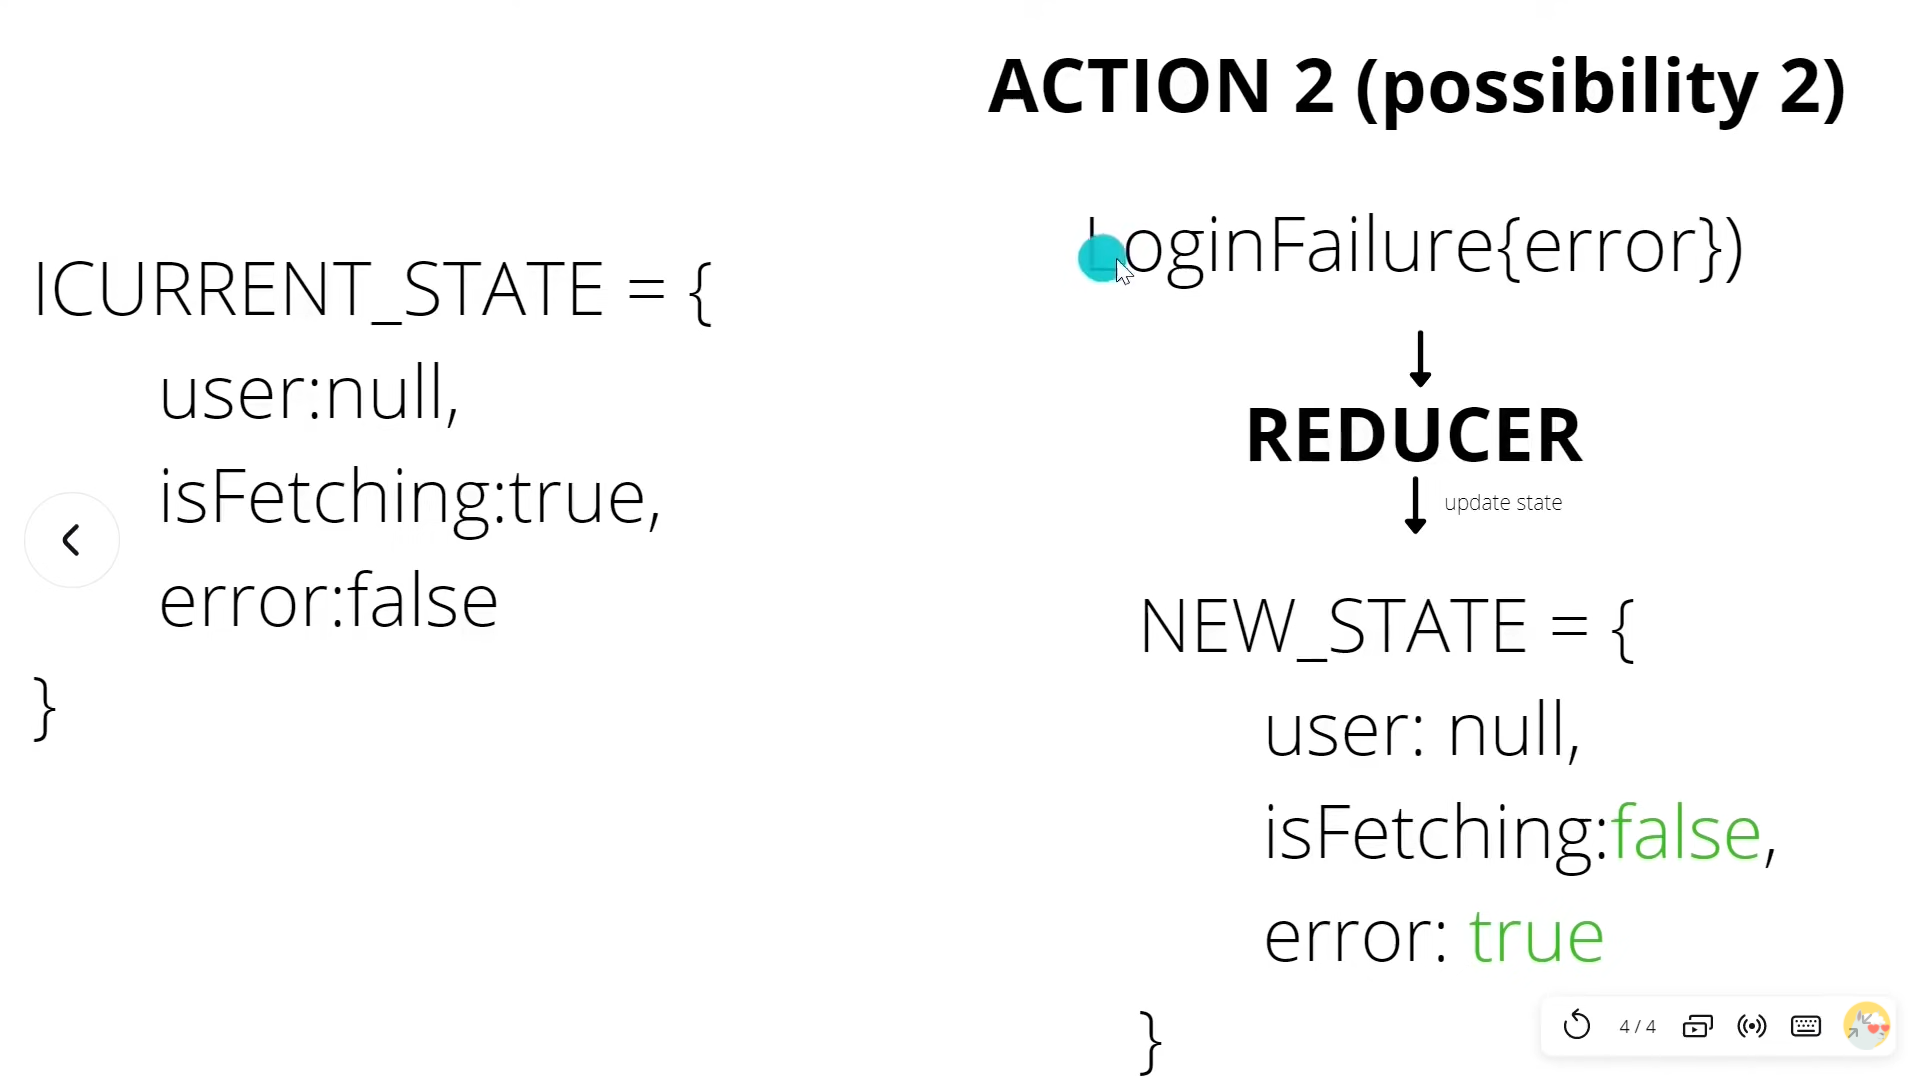 ACTION 2 (possibility 2)
ICURRENT_STATE = {
user:null,
isFetching:true,
error:false
}
LoginFailure{error})
REDUCER
update state
NEW_STATE = {
user: null,
isFetching:false,
error: true
}
4 / 4